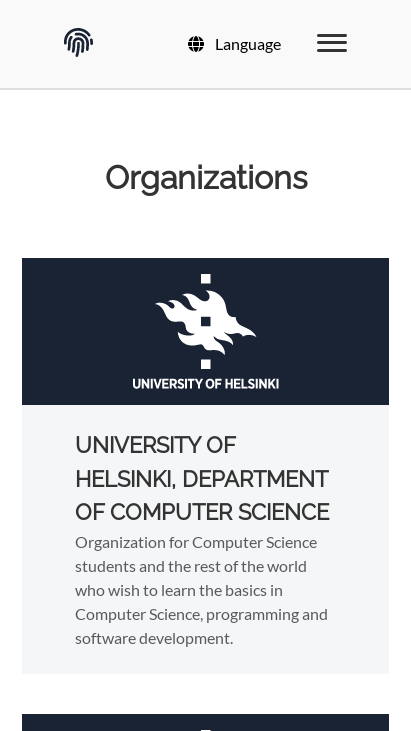 Language
Organizations
UNIVERSITY OF HELSINKI
UNIVERSITY OF
HELSINKI, DEPARTMENT
OF COMPUTER SCIENCE
Organization for Computer Science
students and the rest of the world
who wish to learn the basics in
Computer Science, programming and
software development.